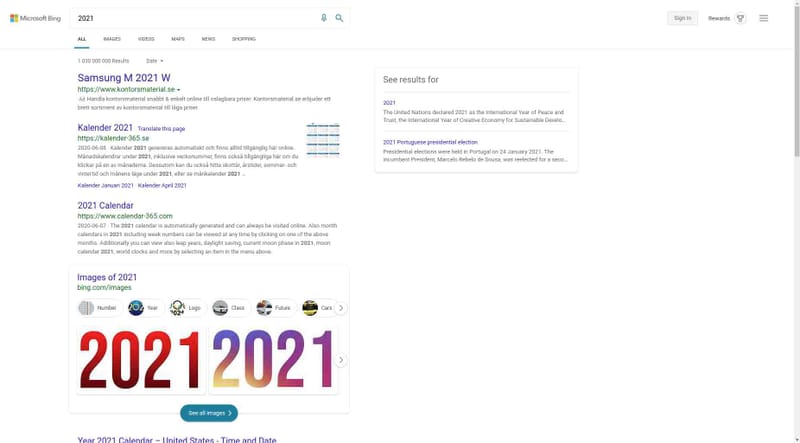 Microsoft Bing
2021
Sign in
Rewards
ALL IMAGES VIDEOS MAPS NEWS SHOPPING
1 030 000 000 Results Date
Samsung M 2021 W
https://www.kontorsmaterial.se
Ad Handla kontorsmaterial snabbt & enkelt online till oslagbara priser. Kontorsmaterial.se erbjuder ett
brett sortiment av kontorsmaterial till låga priser.
Kalender 2021 Translate this page
https://kalender-365.se
2020-06-08 · Kalender 2021 genereras automatiskt och finns alltid tillgänglig här online.
Månadskalendrar under 2021, inklusive veckonummer, finns också tillgängliga här om du
klickar på en av månaderna. Dessutom kan du också hitta skottår, årstider, sommar- och
vintertid och månens läge under 2021, eller se månkalender 2021 ...
Kalender Januari 2021 · Kalender April 2021
2021 Calendar
https://www.calendar-365.com
2020-06-07 · The calendar is automatically generated and can always be visited online. Also month
calendars in 2021 including week numbers can be viewed at any time by clicking on one of the above
months. Additionally you can view also leap years, daylight saving, current moon phase in 2021, moon
calendar 2021, world clocks and more by selecting an item in the menu above.
Images of 2021
bing.com/images
Number Year Logo Class Future Cars
2021 2021
See all images
Year 2021 Calendar – United States - Time and Date
See results for
2021
The United Nations declared 2021 as the International Year of Peace and
Trust, the International Year of Creative Economy for Sustainable Develo...
2021 Portuguese presidential election
Presidential elections were held in Portugal on 24 January 2021. The
incumbent President, Marcelo Rebelo de Sousa, was reelected for a seco...